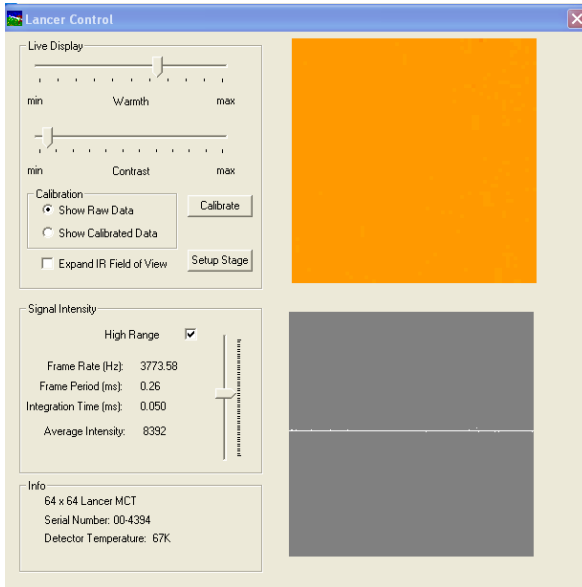 Lancer Control
Live Display
min Warmth max
min Contrast max
Calibration
Show Raw Data
Show Calibrated Data
Calibrate
Expand IR Field of View
Setup Stage
Signal Intensity
High Range
Frame Rate (Hz): 3773.58
Frame Period (ms): 0.26
Integration Time (ms): 0.050
Average Intensity: 8392
Info
64 x 64 Lancer MCT
Serial Number: 00-4394
Detector Temperature: 67K